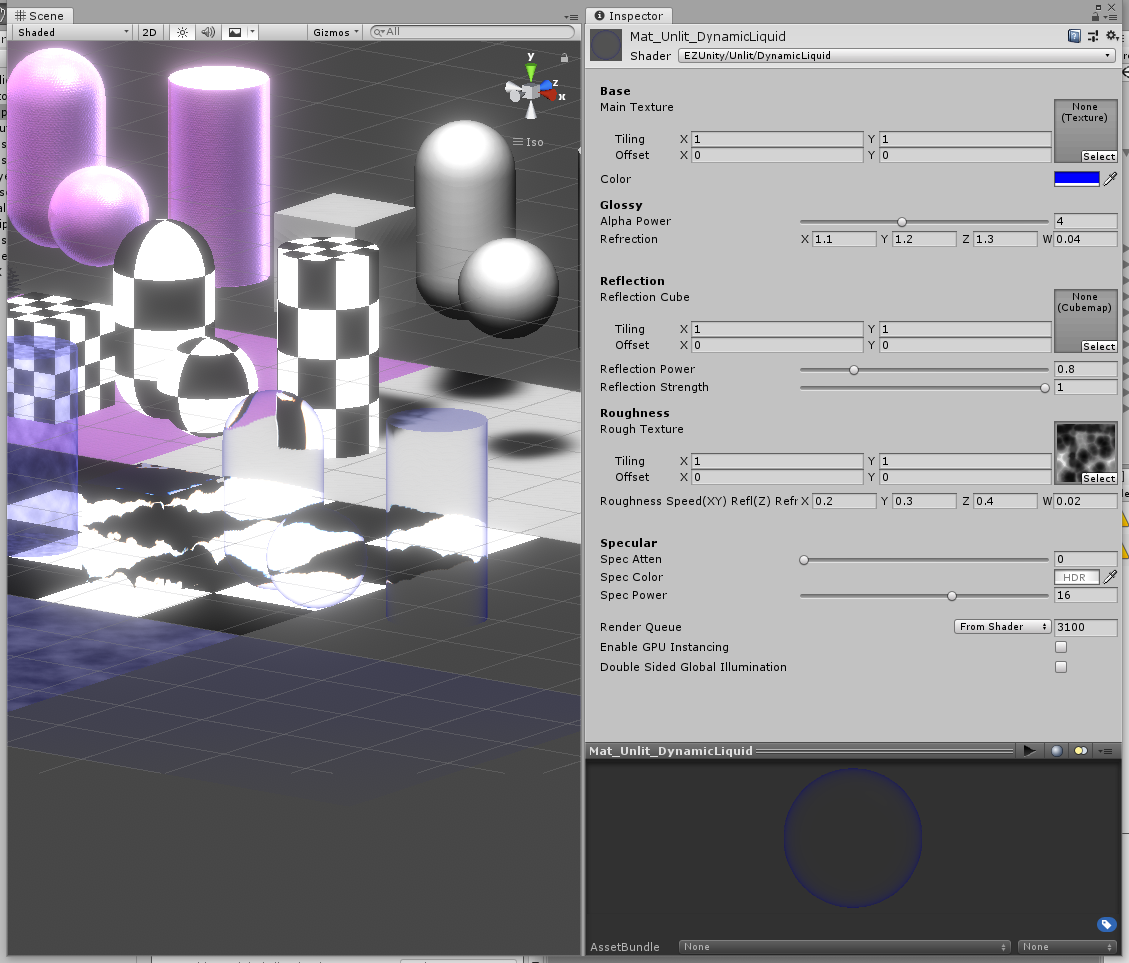 Scene
Shaded 2D Gizmos All
y
z
x
Iso
Inspector
Mat_Unlit_DynamicLiquid
Shader EZUnity/Unlit/DynamicLiquid
Base
Main Texture
None
(Texture)
Tiling X 1 Y 1
Offset X 0 Y 0
Select
Color
Glossy
Alpha Power 4
Refrection X 1.1 Y 1.2 Z 1.3 W 0.04
Reflection
Reflection Cube
None
(Cubemap)
Tiling X 1 Y 1
Offset X 0 Y 0
Select
Reflection Power 0.8
Reflection Strength 1
Roughness
Rough Texture
Tiling X 1 Y 1
Offset X 0 Y 0
Select
Roughness Speed(XY) Refl(Z) Refr X 0.2 Y 0.3 Z 0.4 W 0.02
Specular
Spec Atten 0
Spec Color HDR
Spec Power 16
Render Queue From Shader 3100
Enable GPU Instancing
Double Sided Global Illumination
Mat_Unlit_DynamicLiquid
AssetBundle None None